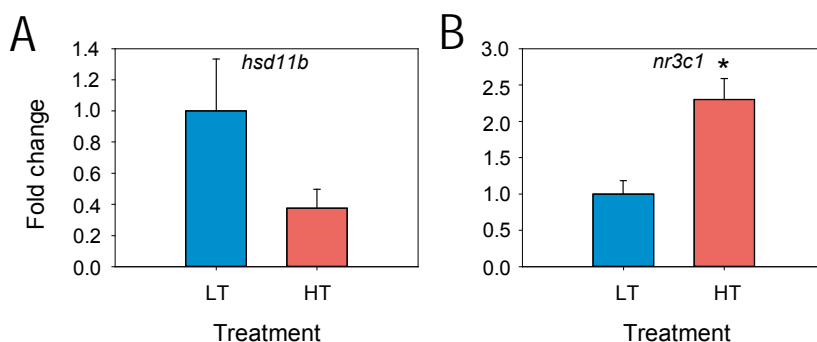 A
Fold change
1.4
1.2
1.0
0.8
0.6
0.4
0.2
0.0
hsd11b
LT
HT
Treatment
B
3.0
2.5
2.0
1.5
1.0
0.5
0.0
nr3c1
*
LT
HT
Treatment